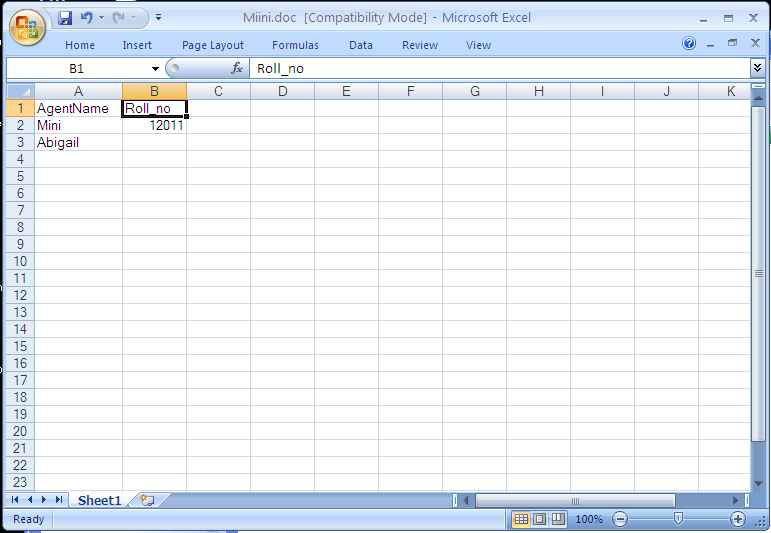 Miini.doc  [Compatibility Mode] - Microsoft Excel
Home Insert Page Layout Formulas Data Review View
B1 fx Roll_no
A B C D E F G H I J K
1 AgentName Roll_no
2 Mini 12011
3 Abigail
4
5
6
7
8
9
10
11
12
13
14
15
16
17
18
19
20
21
22
23
Sheet1
Ready 100%